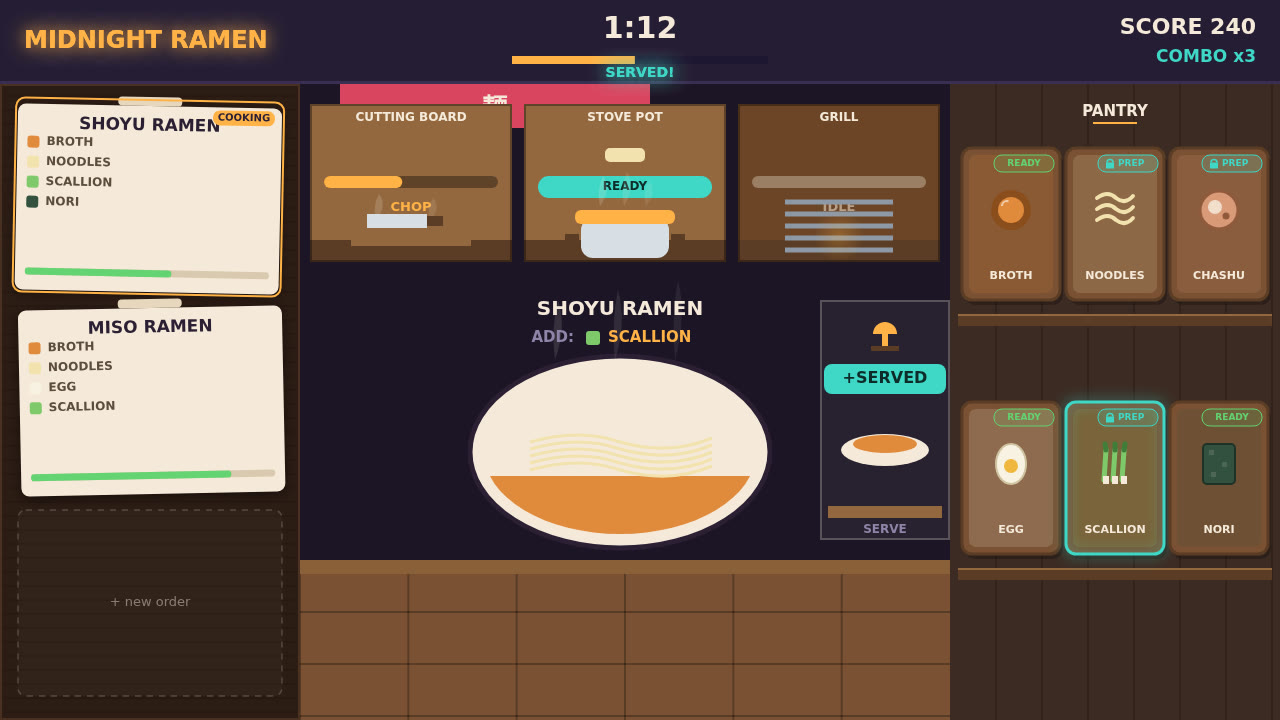 MIDNIGHT RAMEN
1:12
SERVED!
SCORE 240
COMBO x3
SHOYU RAMEN
COOKING
BROTH
NOODLES
SCALLION
NORI
MISO RAMEN
BROTH
NOODLES
EGG
SCALLION
+ new order
CUTTING BOARD
CHOP
STOVE POT
READY
GRILL
IDLE
SHOYU RAMEN
ADD: SCALLION
+SERVED
SERVE
PANTRY
READY
BROTH
PREP
NOODLES
PREP
CHASHU
READY
EGG
PREP
SCALLION
READY
NORI